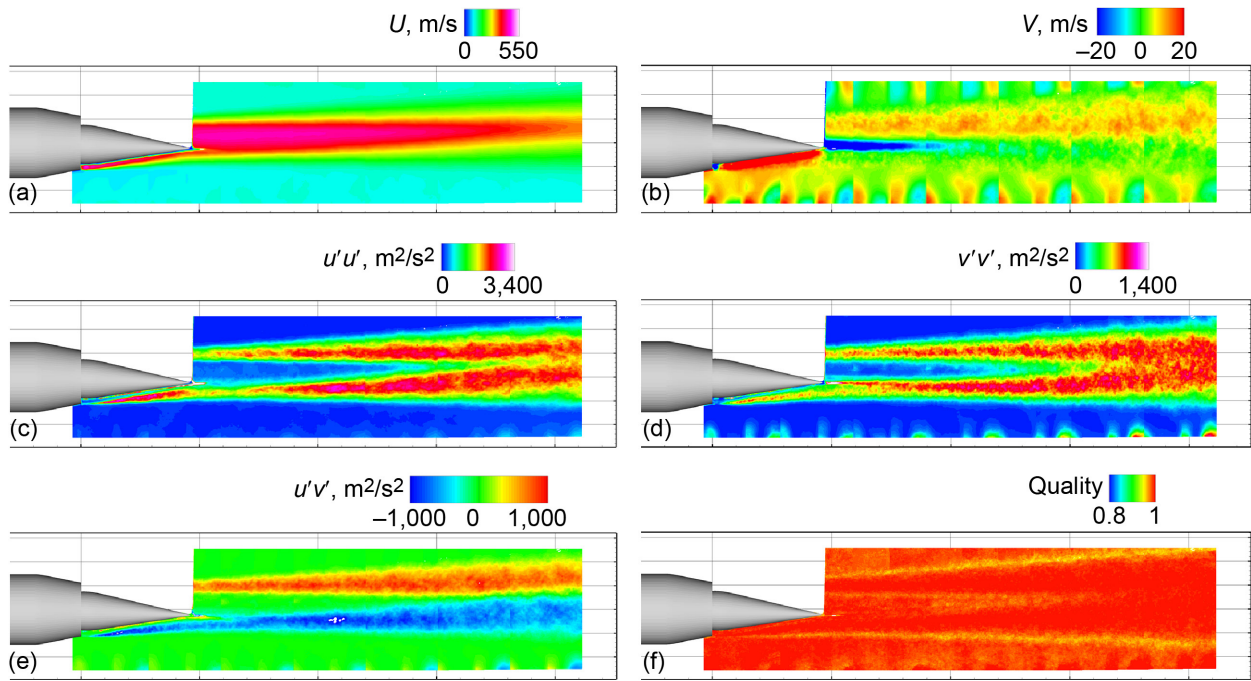 U, m/s
0 550
V, m/s
–20 0 20
(a)
(b)
u′u′, m2/s2
0 3,400
v′v′, m2/s2
0 1,400
(c)
(d)
u′v′, m2/s2
–1,000 0 1,000
Quality
0.8 1
(e)
(f)